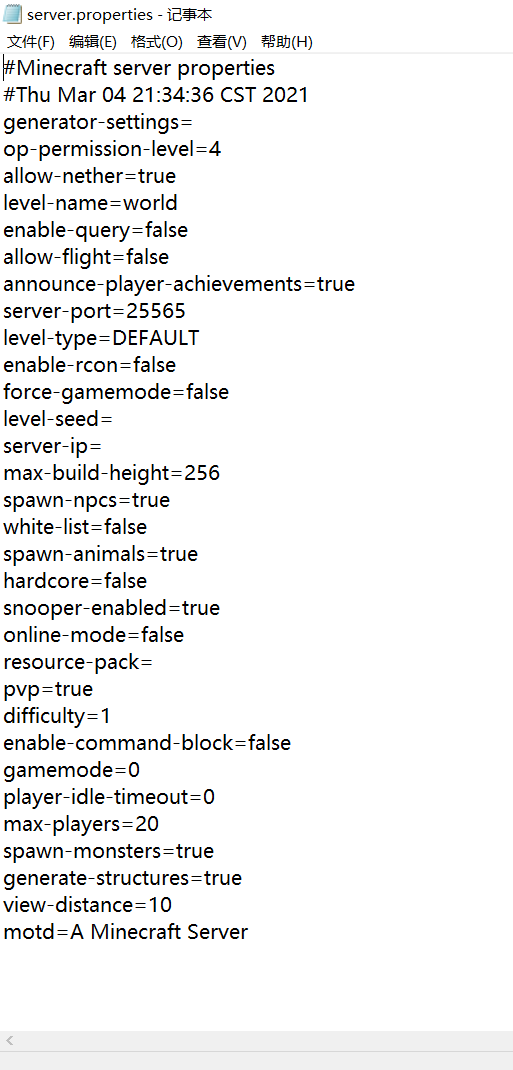 server.properties - 记事本
文件(F) 编辑(E) 格式(O) 查看(V) 帮助(H)
#Minecraft server properties
#Thu Mar 04 21:34:36 CST 2021
generator-settings=
op-permission-level=4
allow-nether=true
level-name=world
enable-query=false
allow-flight=false
announce-player-achievements=true
server-port=25565
level-type=DEFAULT
enable-rcon=false
force-gamemode=false
level-seed=
server-ip=
max-build-height=256
spawn-npcs=true
white-list=false
spawn-animals=true
hardcore=false
snooper-enabled=true
online-mode=false
resource-pack=
pvp=true
difficulty=1
enable-command-block=false
gamemode=0
player-idle-timeout=0
max-players=20
spawn-monsters=true
generate-structures=true
view-distance=10
motd=A Minecraft Server